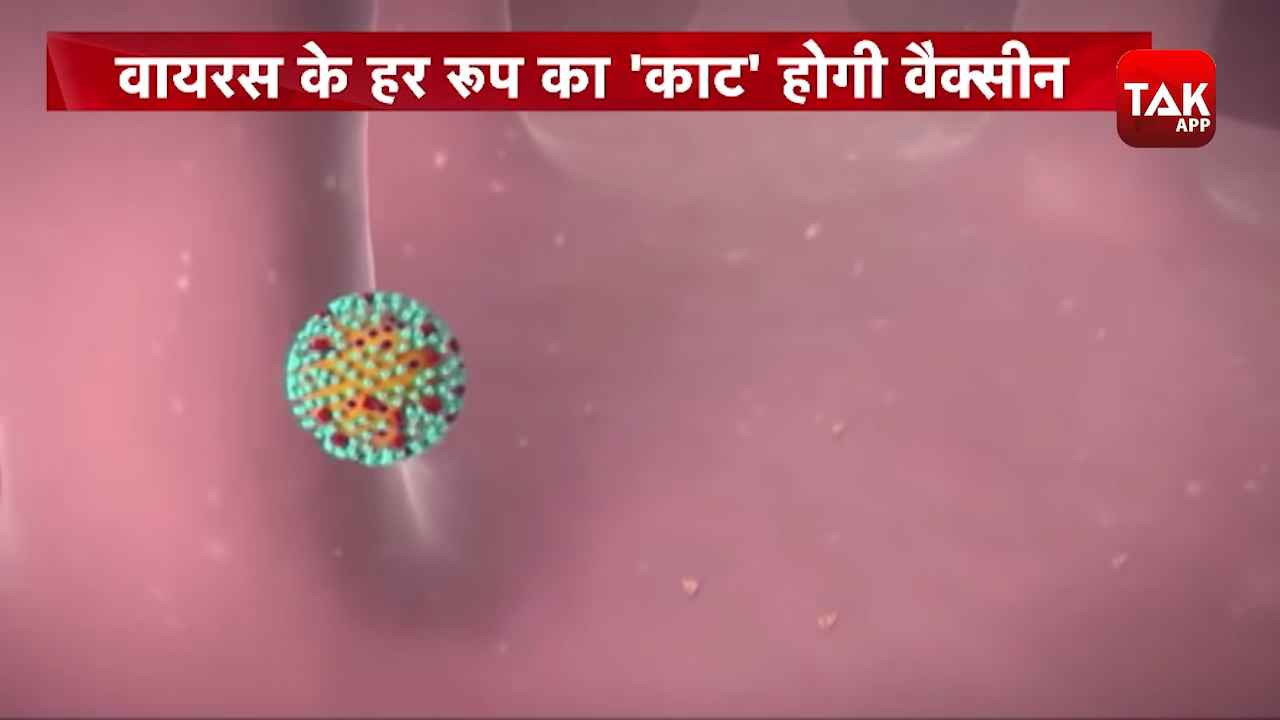 वायरस के हर रूप का 'काट' होगी वैक्सीन
TAK
APP